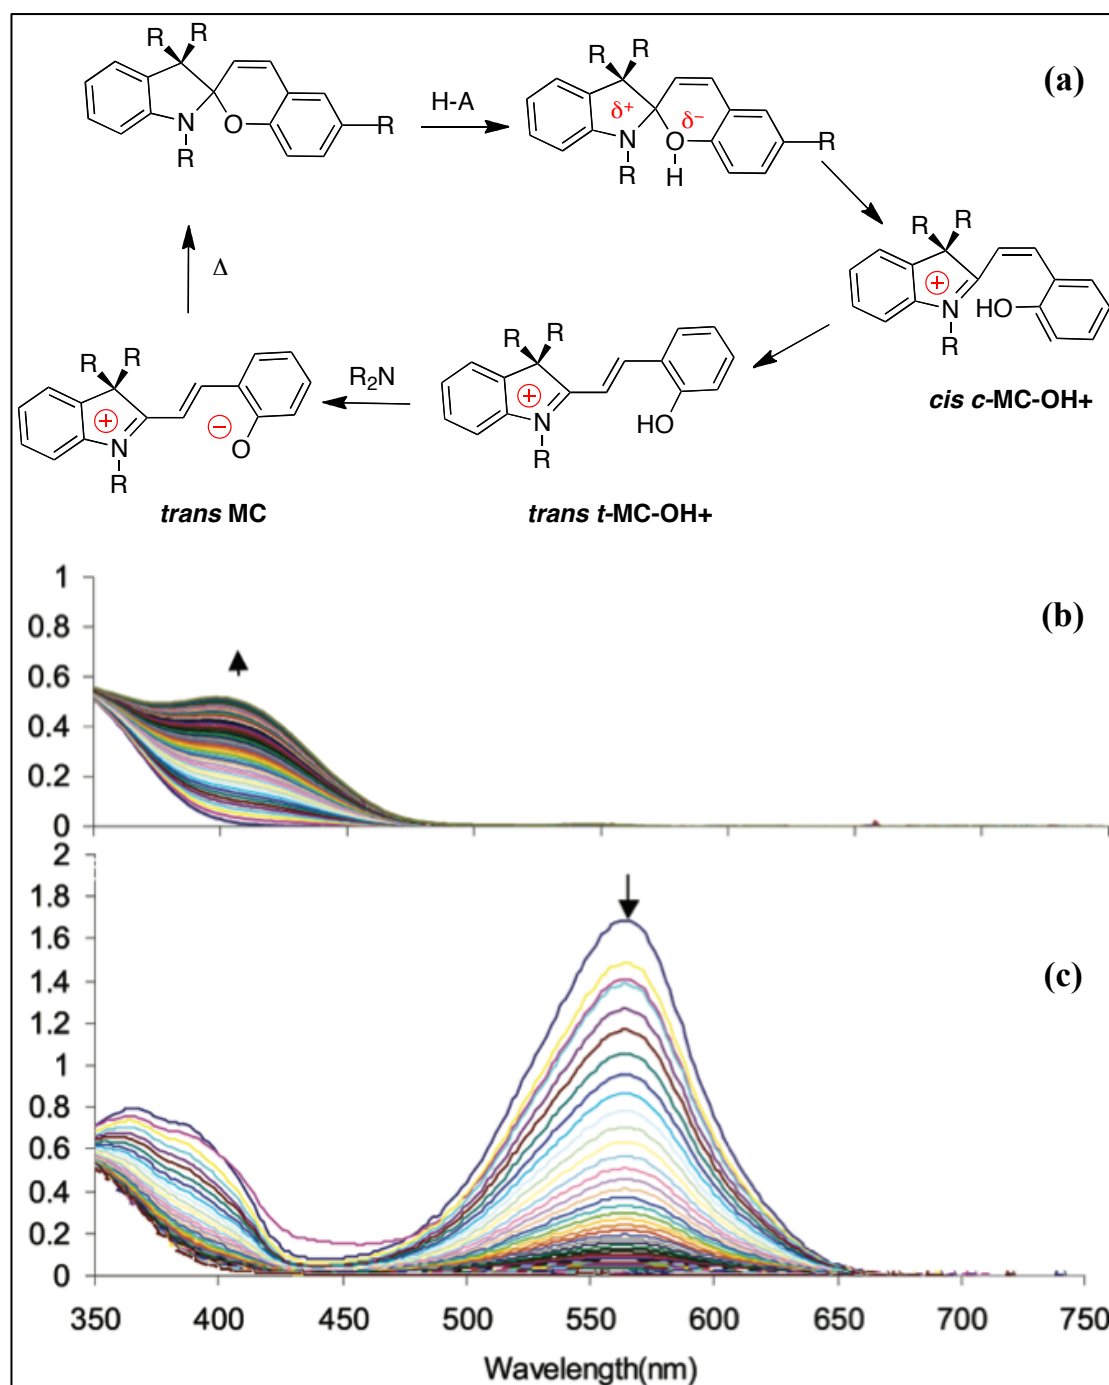 R
R
N
R
O
R
H-A
R
R
δ+
N
R
δ−
O
H
R
(a)
R
R
+
N
R
HO
cis c-MC-OH+
Δ
R
R
+
N
R
−
O
trans MC
R2N
R
R
+
N
R
HO
trans t-MC-OH+
1
0.8
0.6
0.4
0.2
0
(b)
2
1.8
1.6
1.4
1.2
1
0.8
0.6
0.4
0.2
0
(c)
350 400 450 500 550 600 650 700 750
Wavelength(nm)